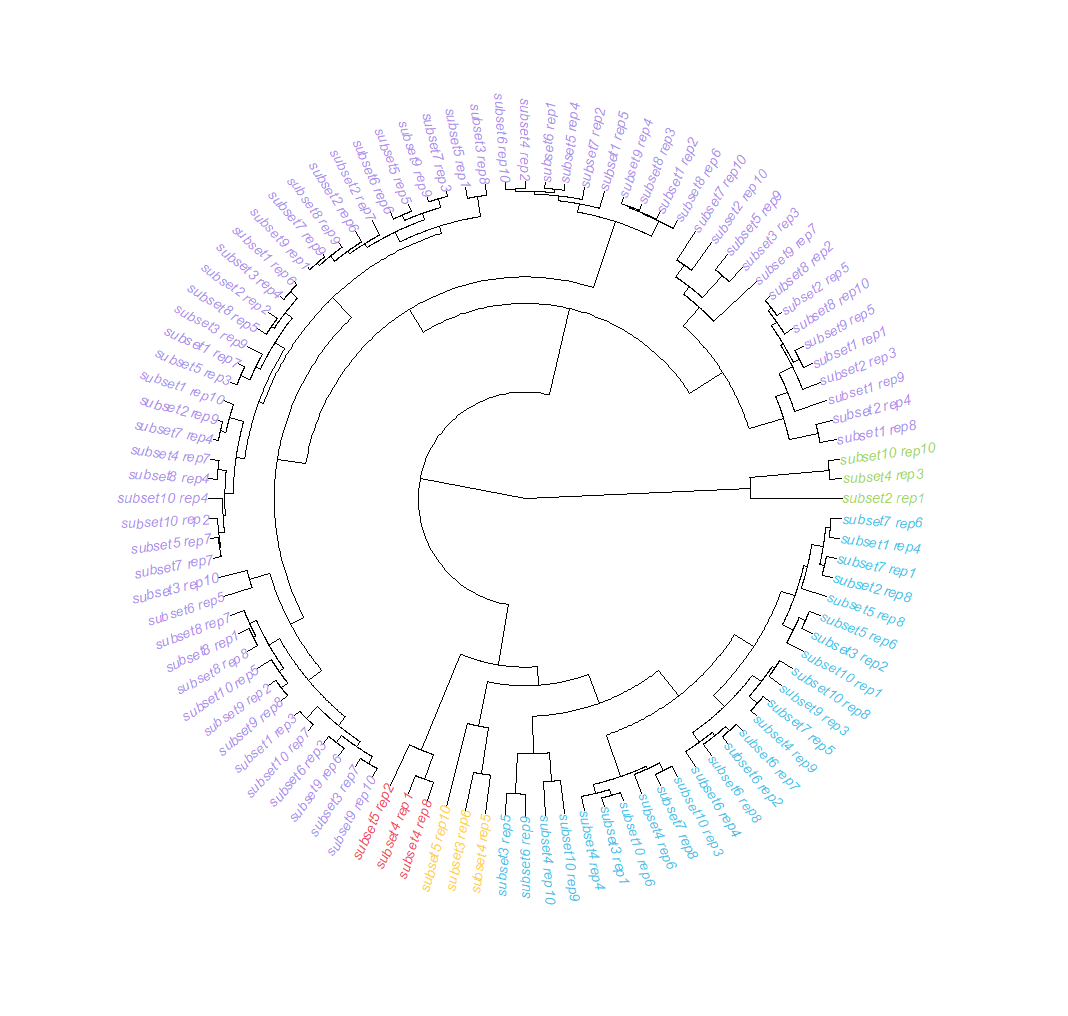 subset6 rep10
subset4 rep2
subset6 rep1
subset5 rep4
subset7 rep2
subset1 rep5
subset9 rep4
subset8 rep3
subset1 rep2
subset8 rep6
subset7 rep10
subset2 rep10
subset5 rep9
subset3 rep3
subset9 rep7
subset8 rep2
subset2 rep5
subset8 rep10
subset9 rep5
subset1 rep1
subset2 rep3
subset1 rep9
subset2 rep4
subset1 rep8
subset10 rep10
subset4 rep3
subset2 rep1
subset7 rep6
subset1 rep4
subset7 rep1
subset2 rep8
subset5 rep8
subset5 rep6
subset3 rep2
subset10 rep1
subset10 rep8
subset9 rep3
subset7 rep5
subset4 rep9
subset6 rep7
subset6 rep2
subset6 rep8
subset6 rep4
subset10 rep3
subset7 rep8
subset4 rep6
subset10 rep6
subset3 rep1
subset4 rep4
subset10 rep9
subset4 rep10
subset6 rep9
subset3 rep5
subset4 rep5
subset3 rep6
subset5 rep10
subset4 rep8
subset4 rep1
subset5 rep2
subset9 rep10
subset3 rep7
subset9 rep6
subset6 rep3
subset10 rep7
subset1 rep3
subset9 rep8
subset9 rep2
subset10 rep5
subset8 rep8
subset8 rep1
subset8 rep7
subset6 rep5
subset3 rep10
subset7 rep7
subset5 rep7
subset10 rep2
subset10 rep4
subset8 rep4
subset4 rep7
subset7 rep4
subset2 rep9
subset1 rep10
subset5 rep3
subset1 rep7
subset3 rep9
subset8 rep5
subset2 rep2
subset3 rep4
subset1 rep6
subset9 rep1
subset7 rep9
subset8 rep9
subset2 rep6
subset2 rep7
subset6 rep6
subset5 rep5
subset9 rep9
subset7 rep3
subset5 rep1
subset3 rep8